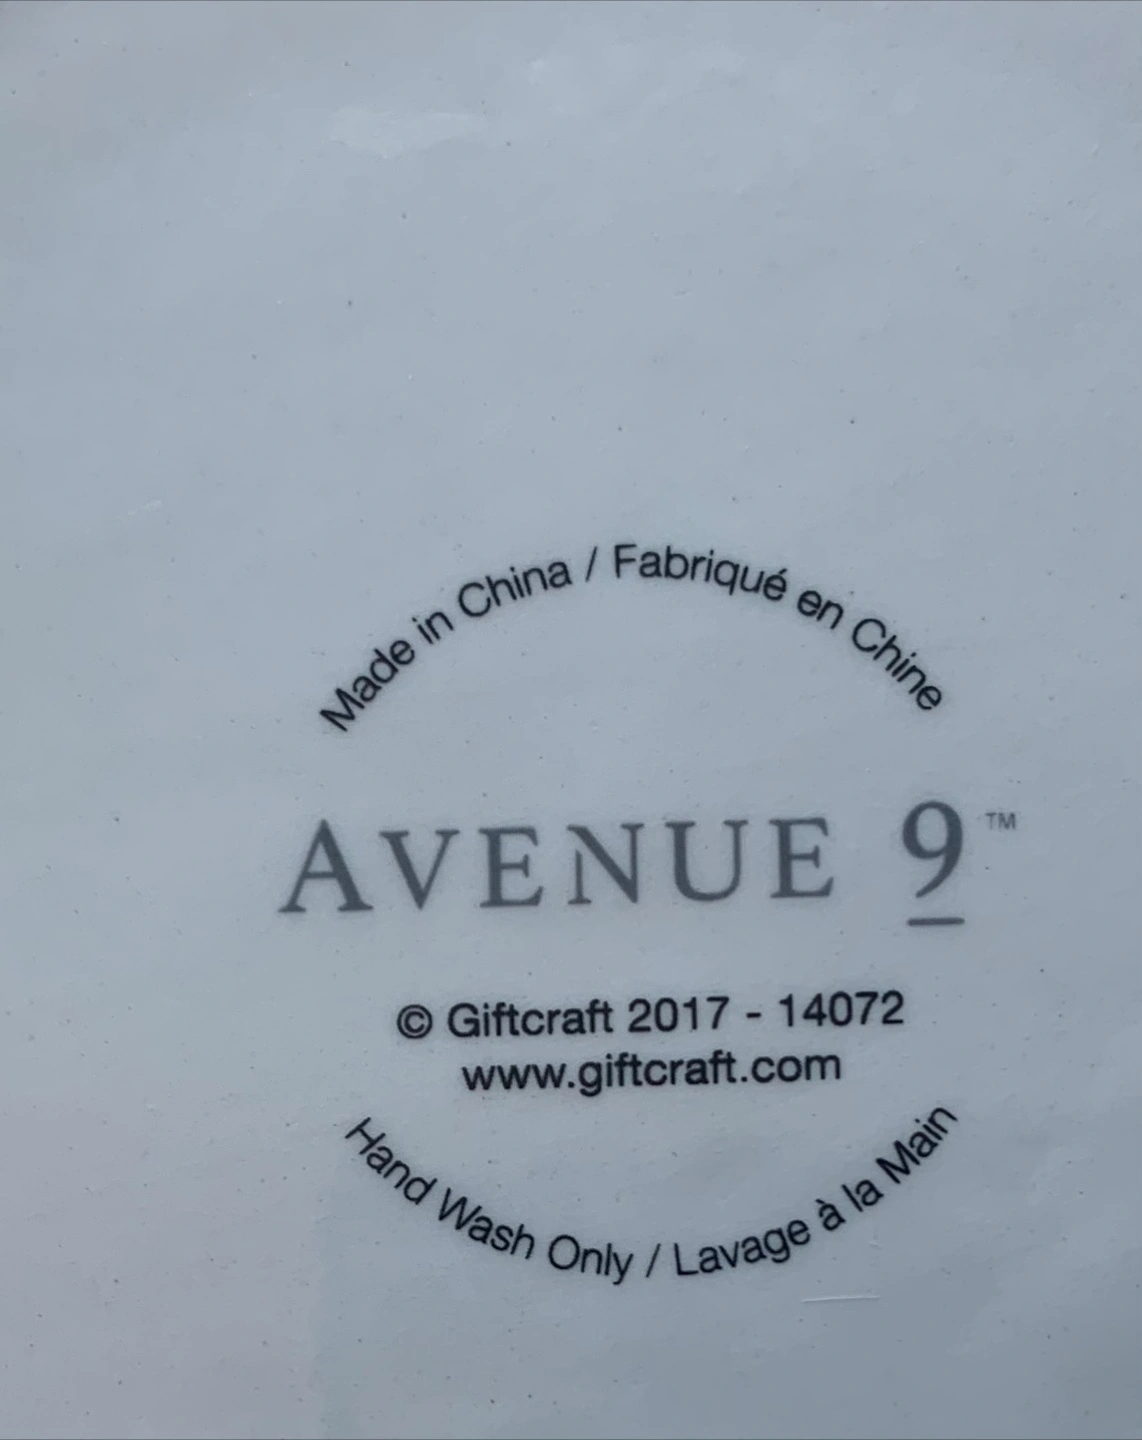 Made in China / Fabriqué en Chine
AVENUE 9™
© Giftcraft 2017 - 14072
www.giftcraft.com
Hand Wash Only / Lavage à la Main